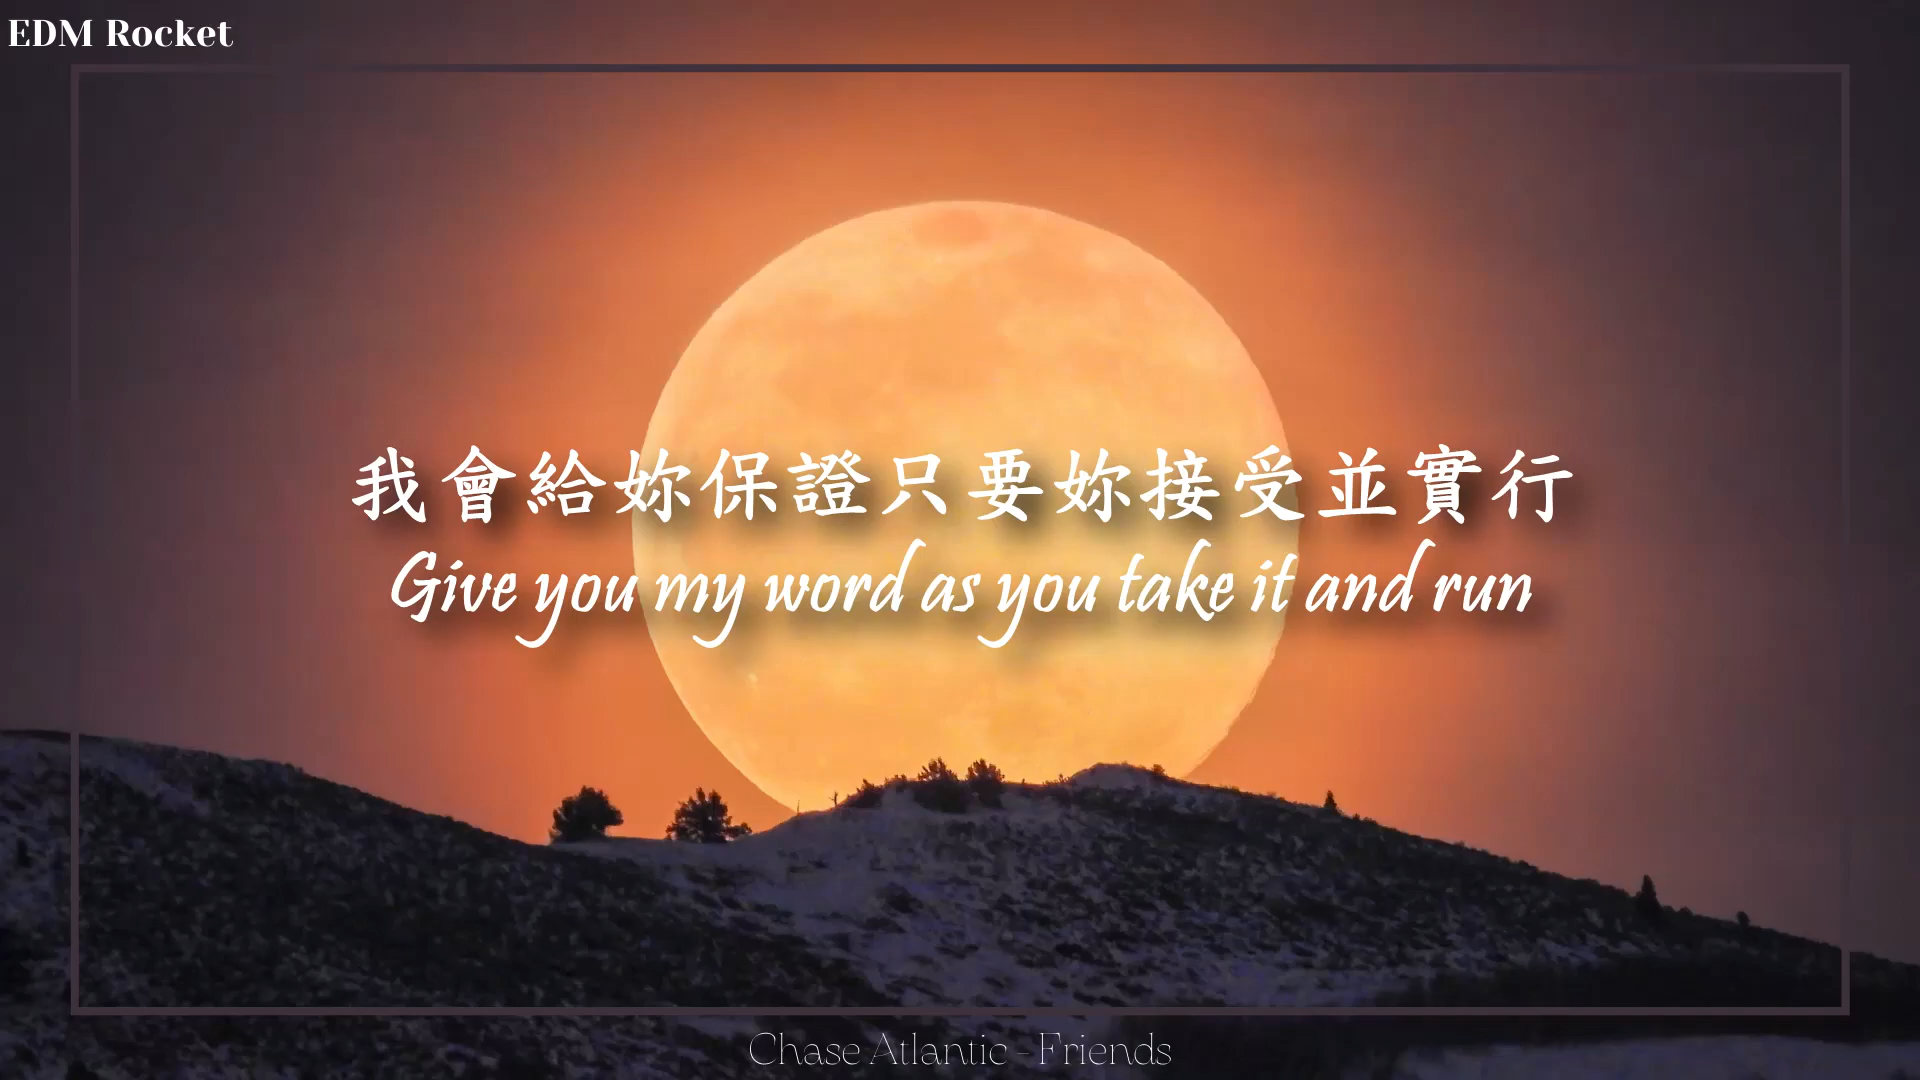 EDM Rocket
我會給妳保證只要妳接受並實行
Give you my word as you take it and run
Chase Atlantic - Friends